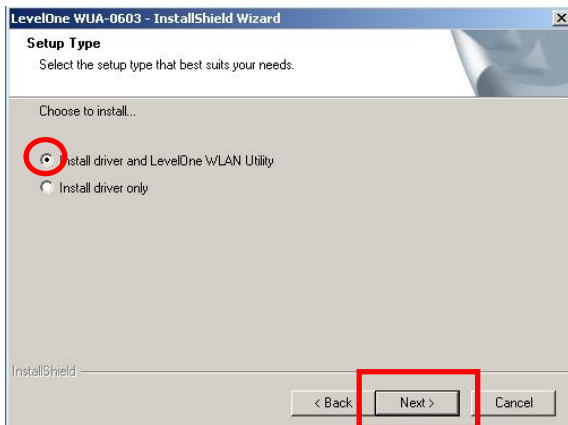 LevelOne WUA-0603 - InstallShield Wizard
Setup Type
Select the setup type that best suits your needs.
Choose to install...
Install driver and LevelOne WLAN Utility
Install driver only
InstallShield
< Back
Next >
Cancel